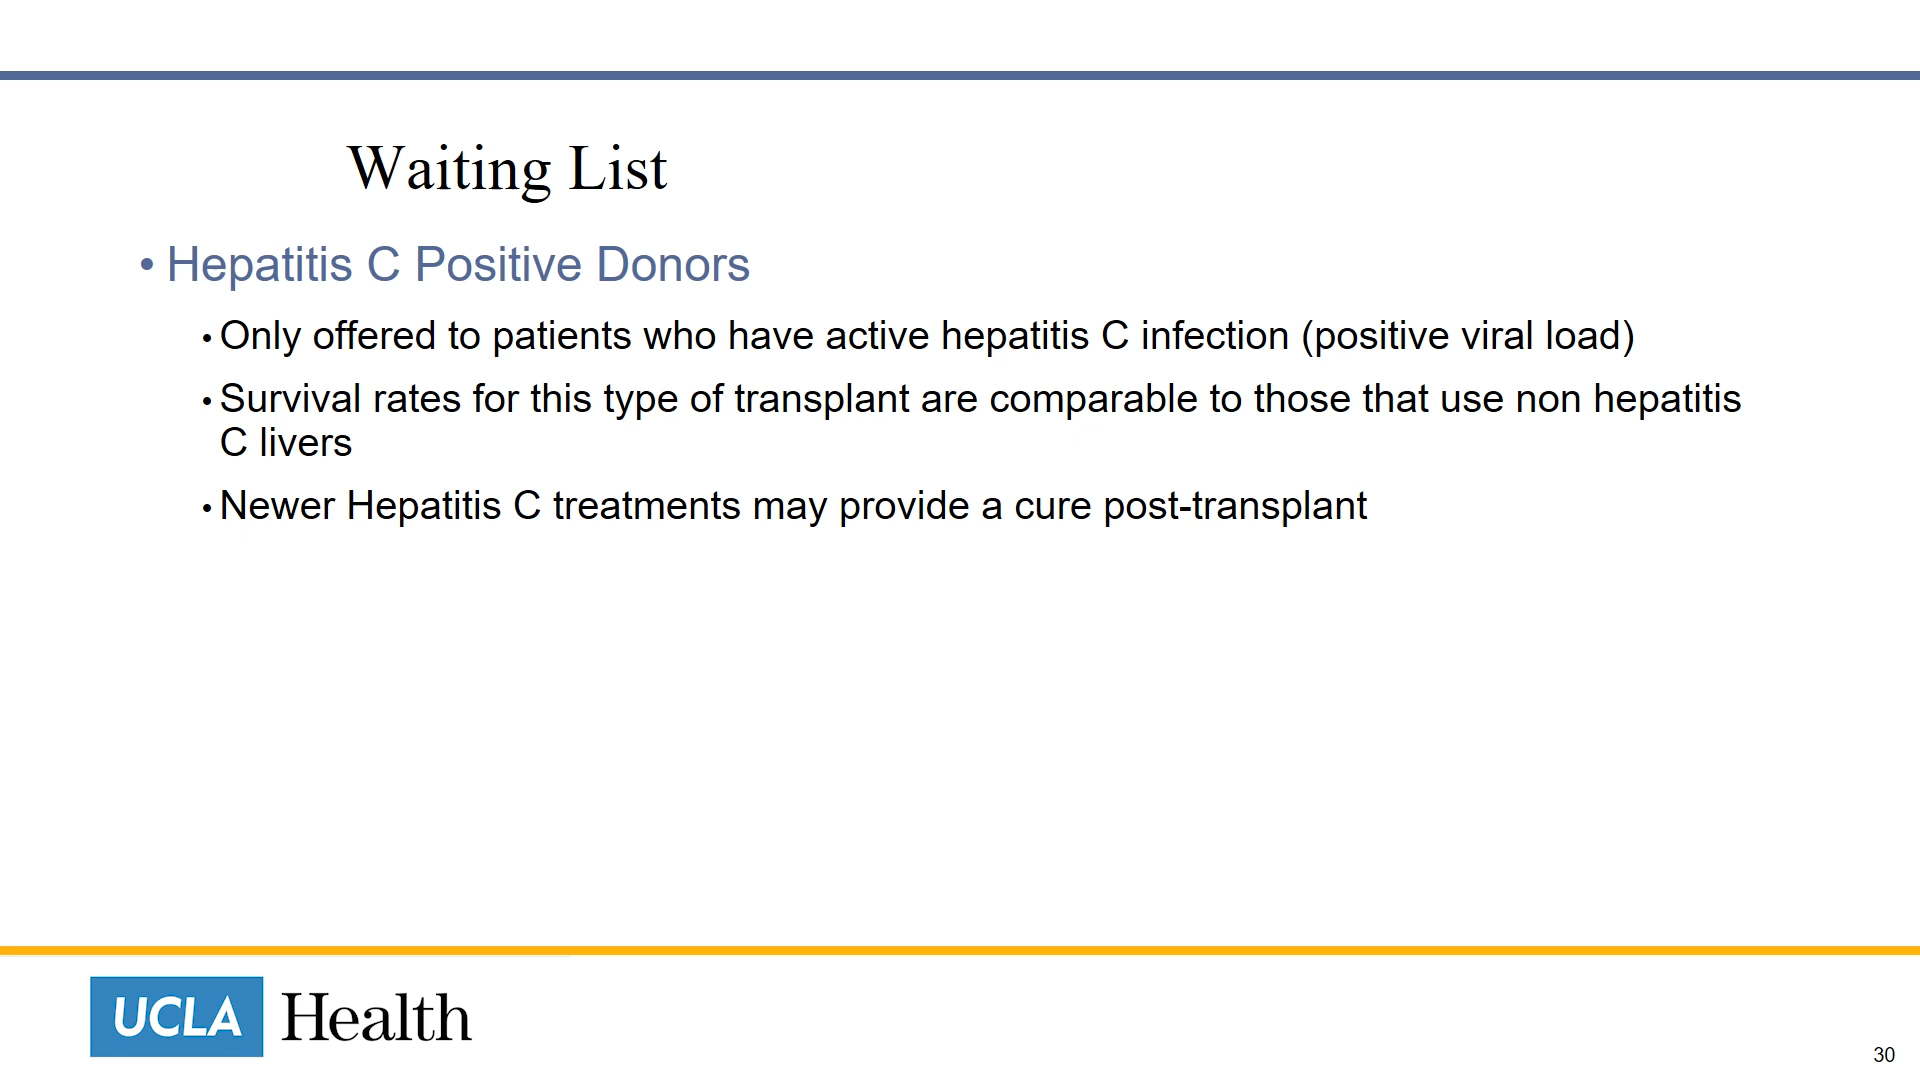 Waiting List
• Hepatitis C Positive Donors
• Only offered to patients who have active hepatitis C infection (positive viral load)
• Survival rates for this type of transplant are comparable to those that use non hepatitis
C livers
• Newer Hepatitis C treatments may provide a cure post-transplant
UCLA Health
30